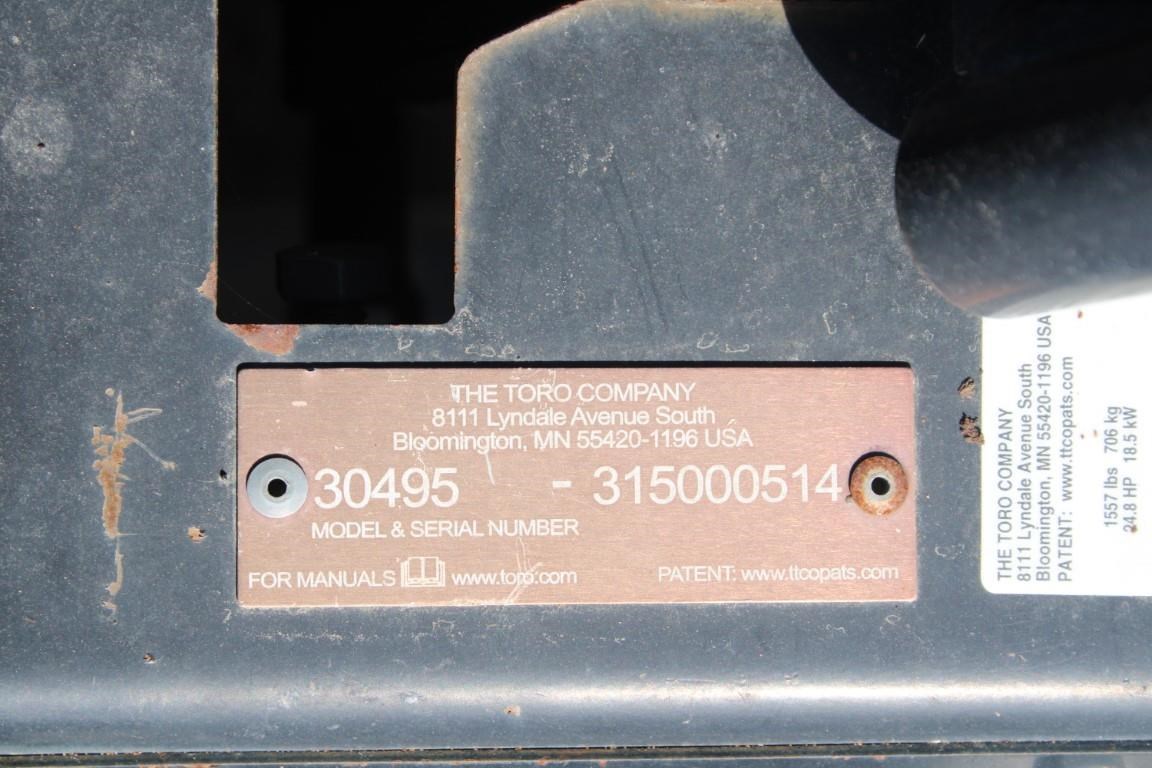 THE TORO COMPANY
8111 Lyndale Avenue South
Bloomington, MN 55420-1196 USA
30495 - 315000514
MODEL & SERIAL NUMBER
FOR MANUALS www.toro.com PATENT: www.ttcopats.com
THE TORO COMPANY
8111 Lyndale Avenue South
Bloomington, MN 55420-1196 USA
PATENT: www.ttcopats.com
1557 lbs 706 kg
24.8 HP 18.5 kW